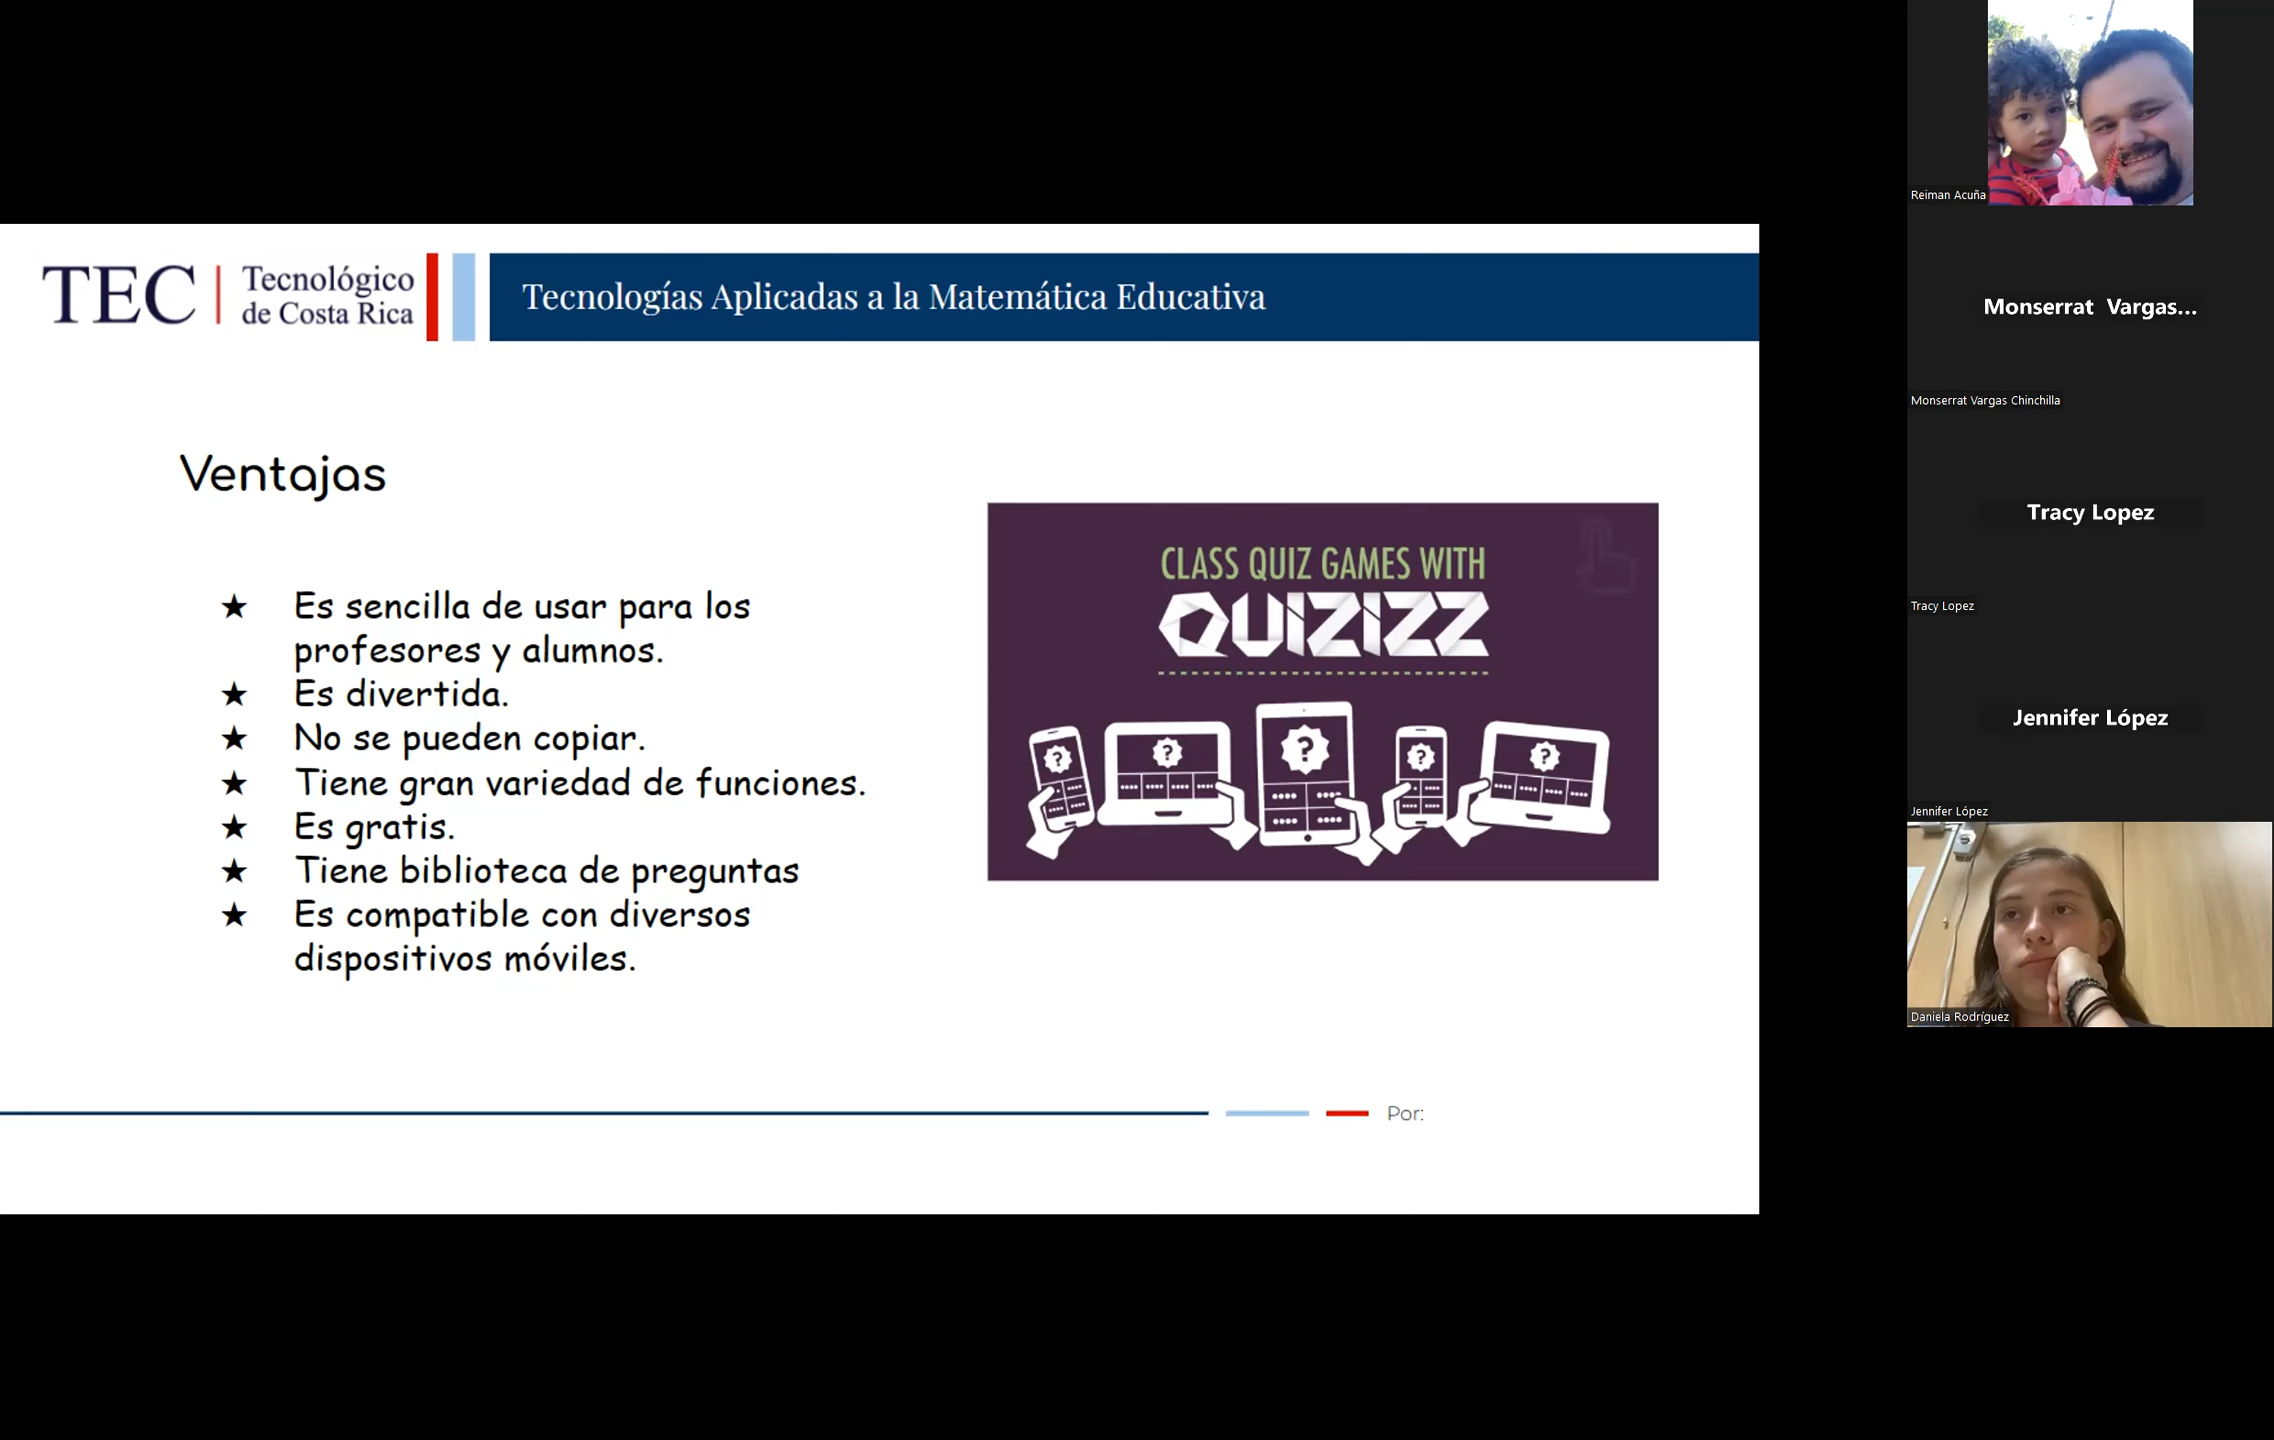 TEC | Tecnológico
de Costa Rica
Tecnologías Aplicadas a la Matemática Educativa
Ventajas
★ Es sencilla de usar para los
profesores y alumnos.
★ Es divertida.
★ No se pueden copiar.
★ Tiene gran variedad de funciones.
★ Es gratis.
★ Tiene biblioteca de preguntas
★ Es compatible con diversos
dispositivos móviles.
CLASS QUIZ GAMES WITH
QUIZIZZ
? ? ? ? ?
Por:
Reiman Acuña
Monserrat Vargas...
Monserrat Vargas Chinchilla
Tracy Lopez
Tracy Lopez
Jennifer López
Jennifer López
Daniela Rodríguez